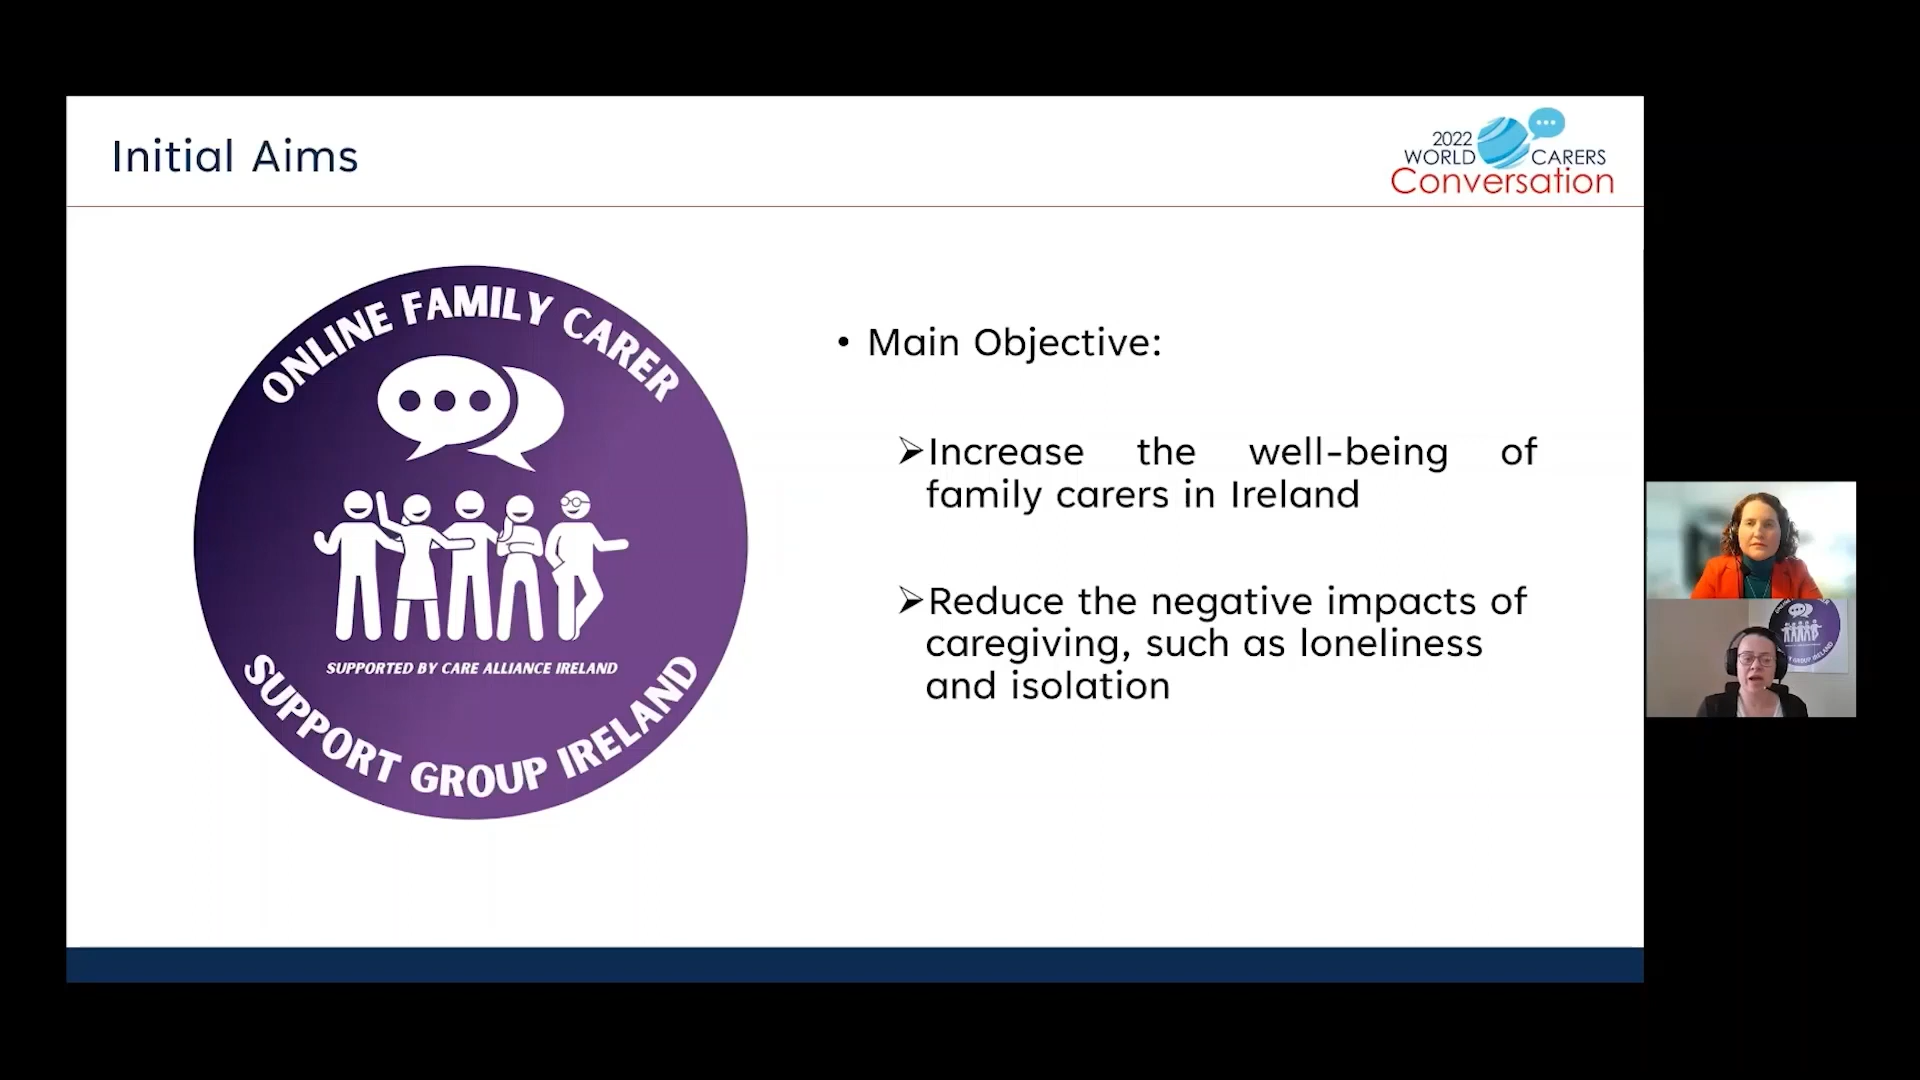 Initial Aims
2022
WORLD CARERS
Conversation
ONLINE FAMILY CARER
SUPPORTED BY CARE ALLIANCE IRELAND
SUPPORT GROUP IRELAND
• Main Objective:
➢Increase the well-being of
family carers in Ireland
➢Reduce the negative impacts of
caregiving, such as loneliness
and isolation